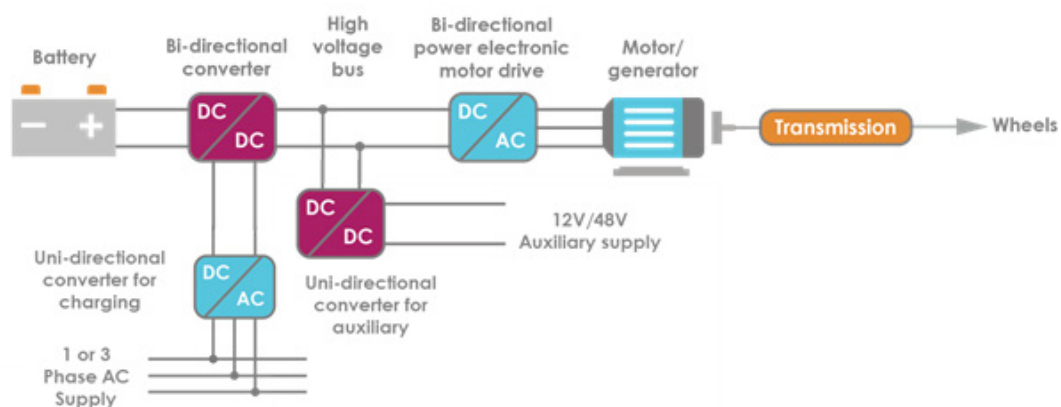 Battery
Bi-directional
converter
High
voltage
bus
Bi-directional
power electronic
motor drive
Motor/
generator
DC
DC
DC
AC
Transmission
Wheels
DC
DC
12V/48V
Auxiliary supply
Uni-directional
converter for
charging
DC
AC
Uni-directional
converter for
auxiliary
1 or 3
Phase AC
Supply